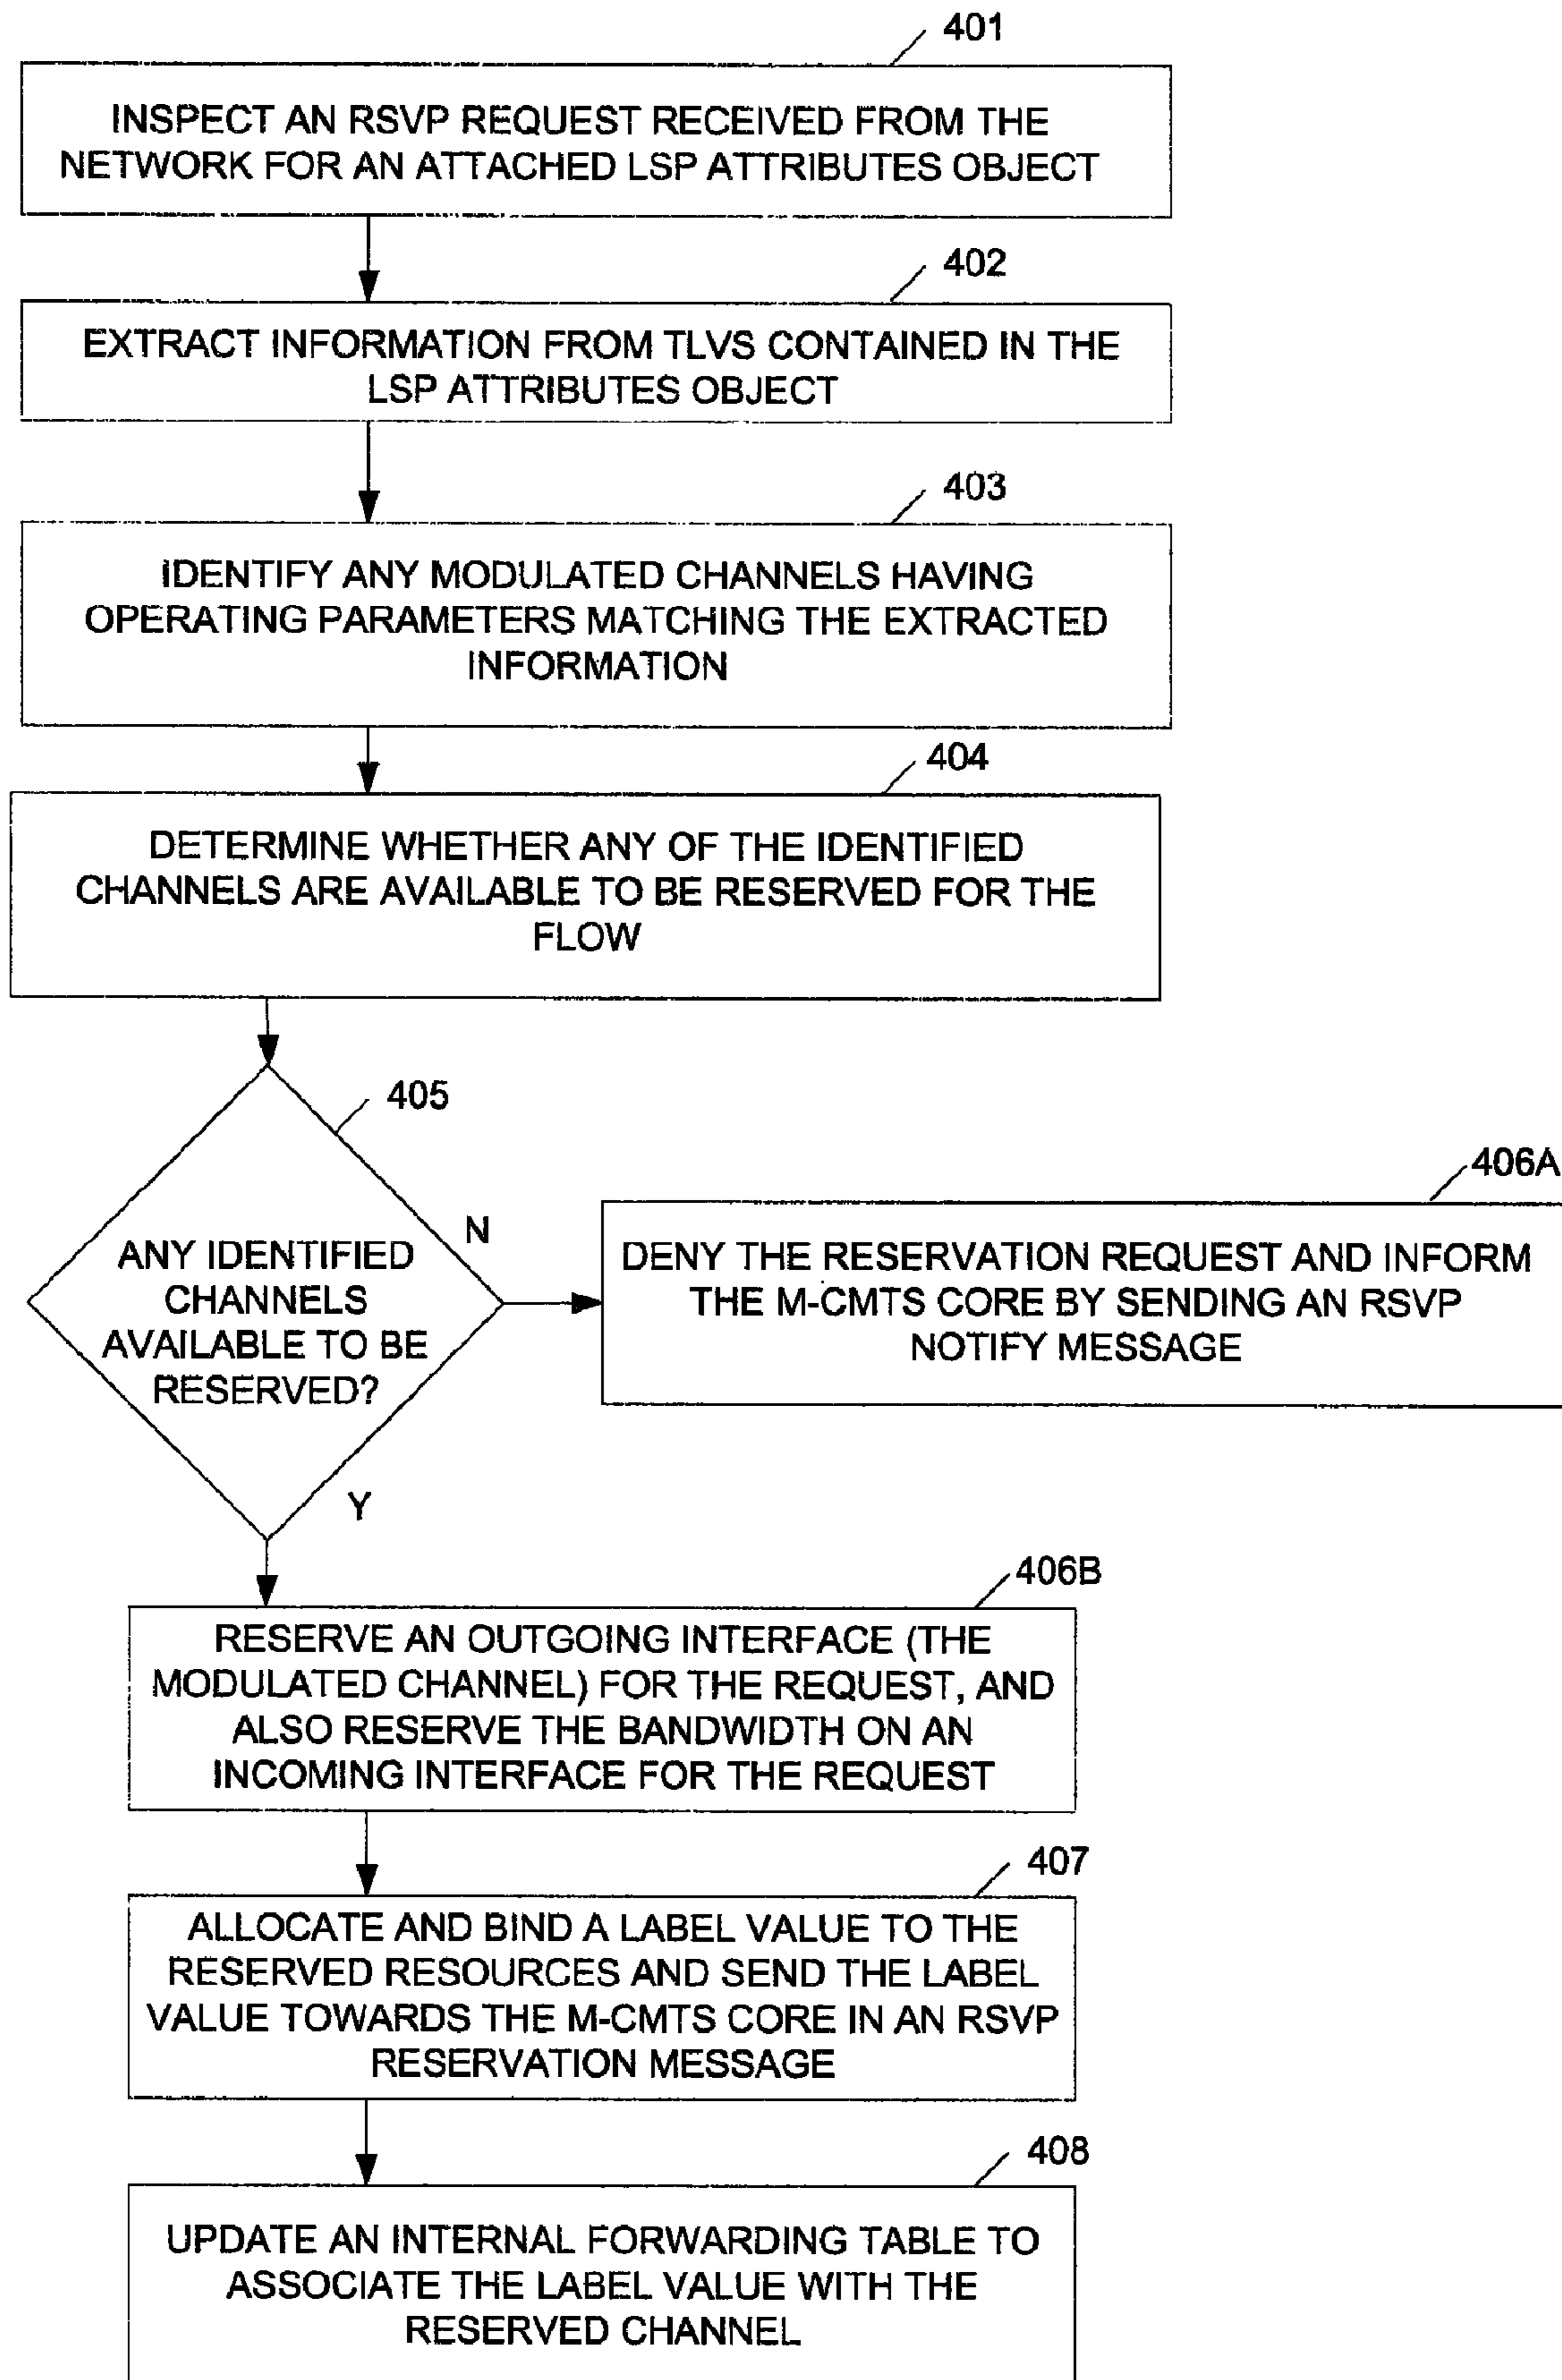 401
INSPECT AN RSVP REQUEST RECEIVED FROM THE
NETWORK FOR AN ATTACHED LSP ATTRIBUTES OBJECT
402
EXTRACT INFORMATION FROM TLVS CONTAINED IN THE
LSP ATTRIBUTES OBJECT
403
IDENTIFY ANY MODULATED CHANNELS HAVING
OPERATING PARAMETERS MATCHING THE EXTRACTED
INFORMATION
404
DETERMINE WHETHER ANY OF THE IDENTIFIED
CHANNELS ARE AVAILABLE TO BE RESERVED FOR THE
FLOW
405
ANY IDENTIFIED
CHANNELS
AVAILABLE TO BE
RESERVED?
N
406A
DENY THE RESERVATION REQUEST AND INFORM
THE M-CMTS CORE BY SENDING AN RSVP
NOTIFY MESSAGE
Y
406B
RESERVE AN OUTGOING INTERFACE (THE
MODULATED CHANNEL) FOR THE REQUEST, AND
ALSO RESERVE THE BANDWIDTH ON AN
INCOMING INTERFACE FOR THE REQUEST
407
ALLOCATE AND BIND A LABEL VALUE TO THE
RESERVED RESOURCES AND SEND THE LABEL
VALUE TOWARDS THE M-CMTS CORE IN AN RSVP
RESERVATION MESSAGE
408
UPDATE AN INTERNAL FORWARDING TABLE TO
ASSOCIATE THE LABEL VALUE WITH THE
RESERVED CHANNEL